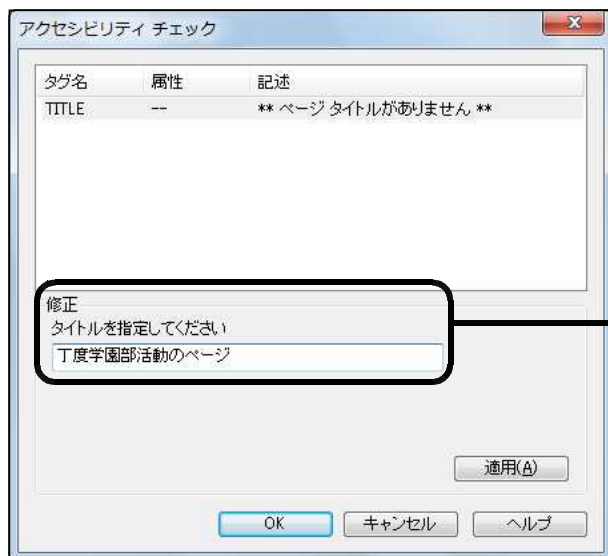 アクセシビリティ チェック
タグ名 属性 記述
TITLE -- ** ページ タイトルがありません **
修正
タイトルを指定してください
丁度学園部活動のページ
適用(A)
OK キャンセル ヘルプ